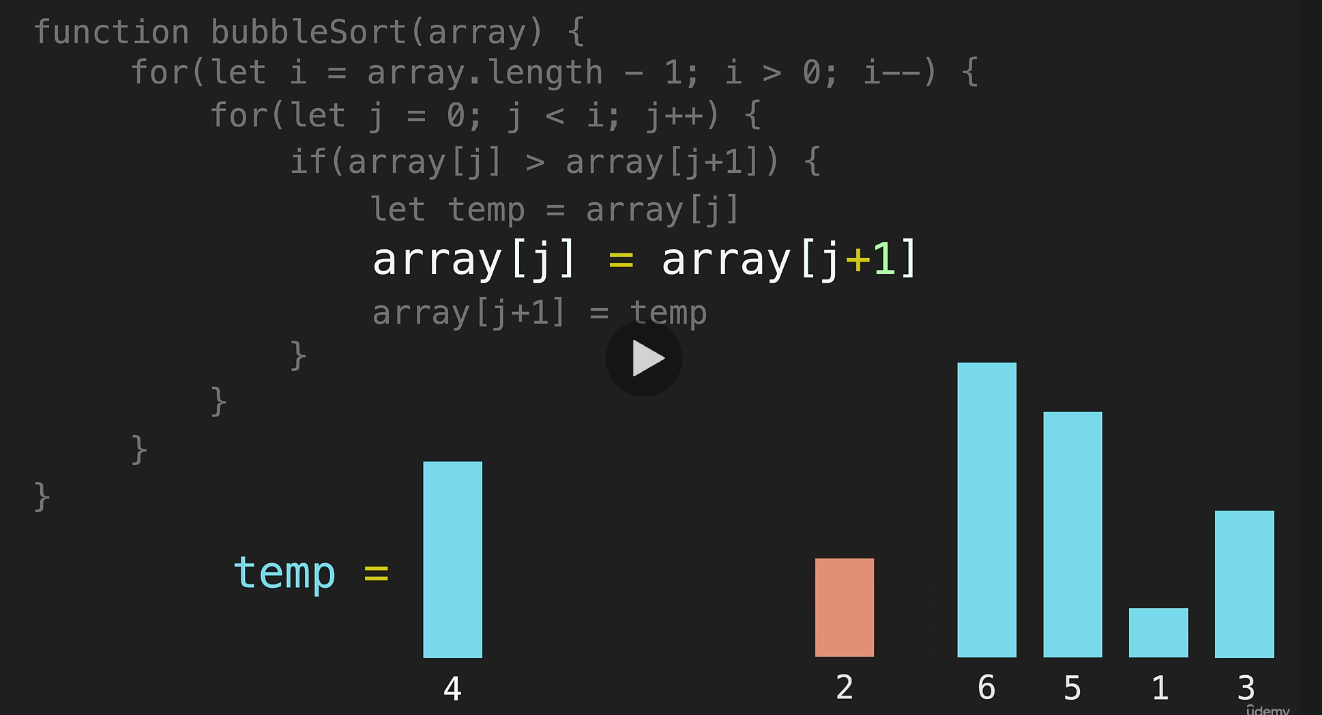 function bubbleSort(array) {
for(let i = array.length - 1; i > 0; i--) {
for(let j = 0; j < i; j++) {
if(array[j] > array[j+1]) {
let temp = array[j]
array[j] = array[j+1]
array[j+1] = temp
}
}
}
}
temp =
4 2 6 5 1 3
ûdemy